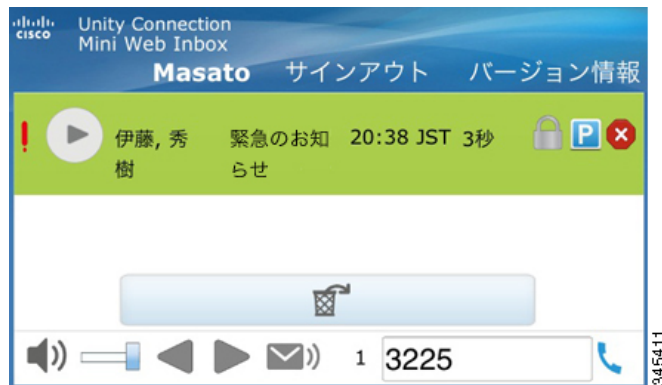 cisco
Unity Connection
Mini Web Inbox
Masato サインアウト バージョン情報
! 伊藤, 秀 緊急のお知 20:38 JST 3秒 P
樹 らせ
1 3225
345411